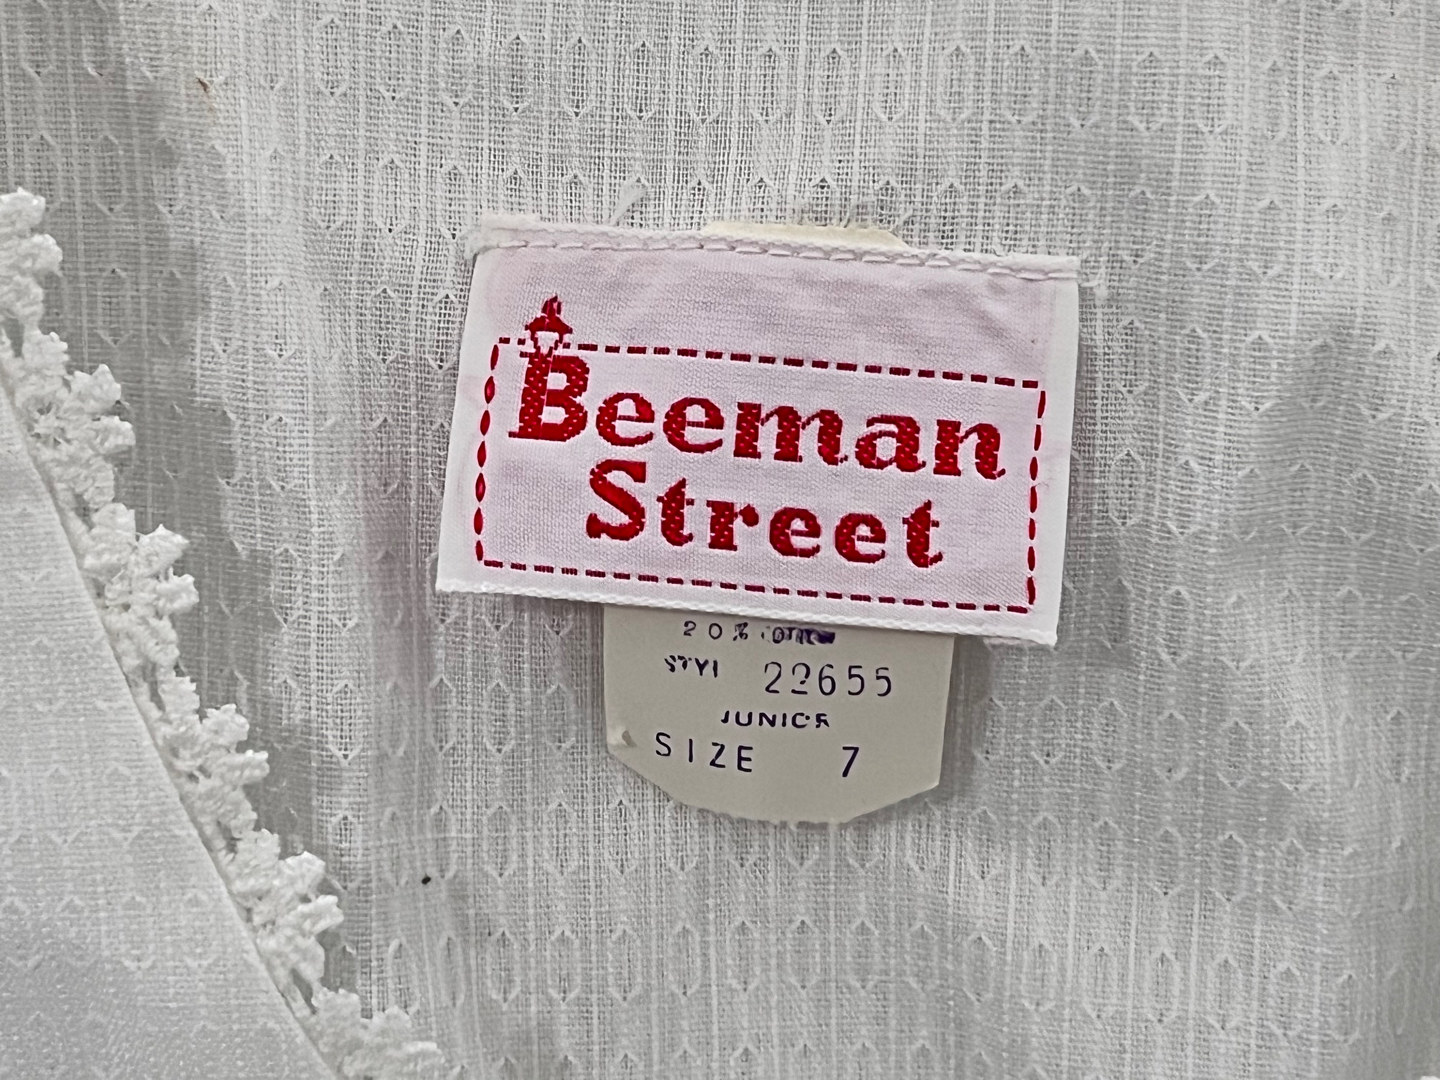 Beeman
Street
20% COTTON
STYL 22655
JUNIOR
SIZE 7